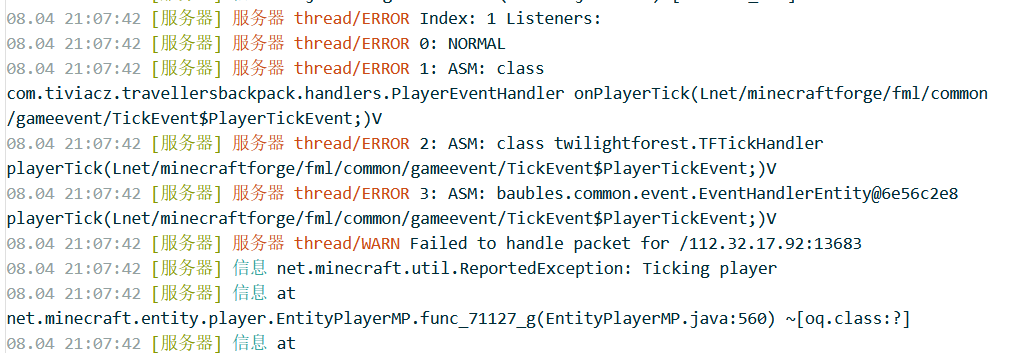 08.04 21:07:42 [服务器] 服务器 thread/ERROR Index: 1 Listeners:
08.04 21:07:42 [服务器] 服务器 thread/ERROR 0: NORMAL
08.04 21:07:42 [服务器] 服务器 thread/ERROR 1: ASM: class
com.tiviacz.travellersbackpack.handlers.PlayerEventHandler onPlayerTick(Lnet/minecraftforge/fml/common
/gameevent/TickEvent$PlayerTickEvent;)V
08.04 21:07:42 [服务器] 服务器 thread/ERROR 2: ASM: class twilightforest.TFTickHandler
playerTick(Lnet/minecraftforge/fml/common/gameevent/TickEvent$PlayerTickEvent;)V
08.04 21:07:42 [服务器] 服务器 thread/ERROR 3: ASM: baubles.common.event.EventHandlerEntity@6e56c2e8
playerTick(Lnet/minecraftforge/fml/common/gameevent/TickEvent$PlayerTickEvent;)V
08.04 21:07:42 [服务器] 服务器 thread/WARN Failed to handle packet for /112.32.17.92:13683
08.04 21:07:42 [服务器] 信息 net.minecraft.util.ReportedException: Ticking player
08.04 21:07:42 [服务器] 信息 at
net.minecraft.entity.player.EntityPlayerMP.func_71127_g(EntityPlayerMP.java:560) ~[oq.class:?]
08.04 21:07:42 [服务器] 信息 at